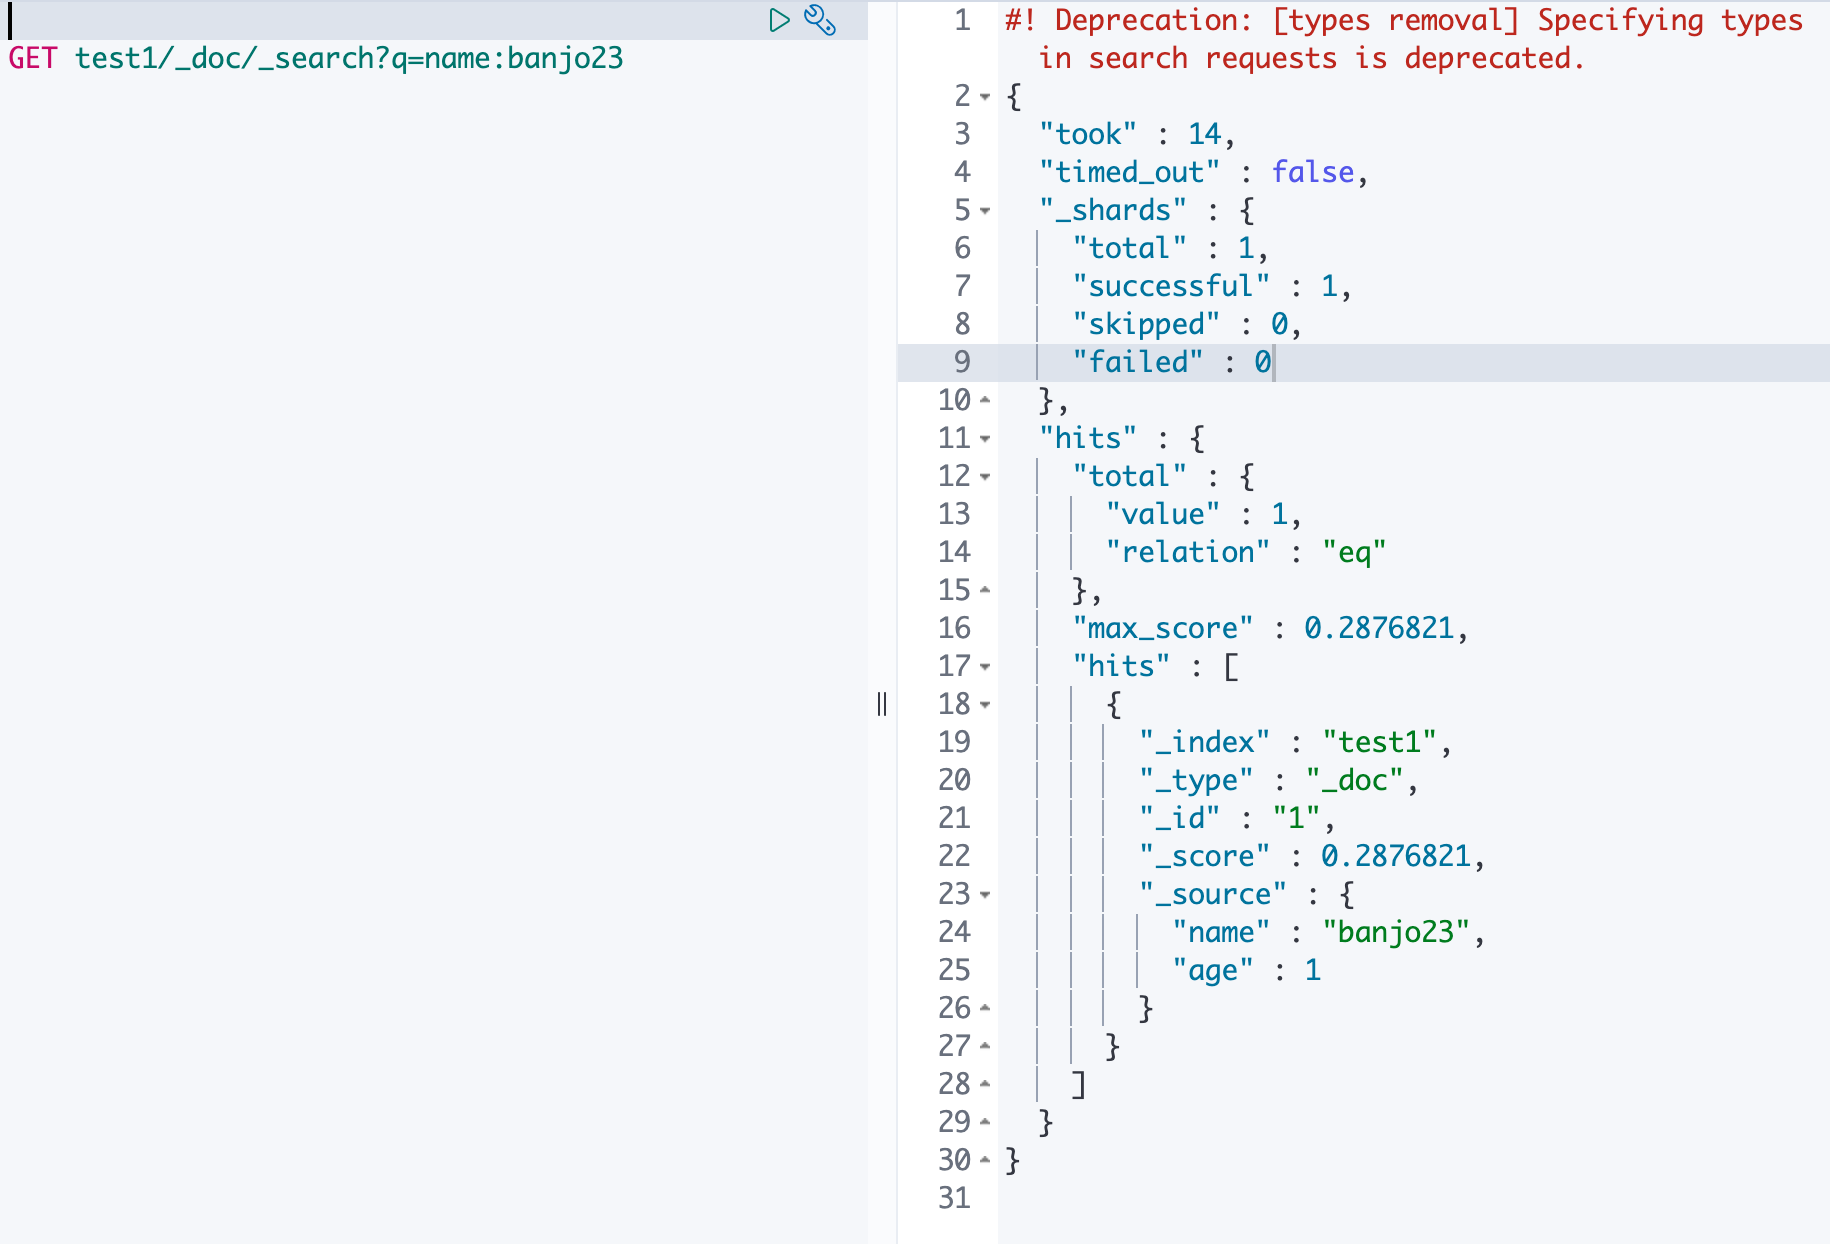 GET test1/_doc/_search?q=name:banjo23
1 #! Deprecation: [types removal] Specifying types
in search requests is deprecated.
2 {
3 "took" : 14,
4 "timed_out" : false,
5 "_shards" : {
6 "total" : 1,
7 "successful" : 1,
8 "skipped" : 0,
9 "failed" : 0
10 },
11 "hits" : {
12 "total" : {
13 "value" : 1,
14 "relation" : "eq"
15 },
16 "max_score" : 0.2876821,
17 "hits" : [
18 {
19 "_index" : "test1",
20 "_type" : "_doc",
21 "_id" : "1",
22 "_score" : 0.2876821,
23 "_source" : {
24 "name" : "banjo23",
25 "age" : 1
26 }
27 }
28 ]
29 }
30 }
31